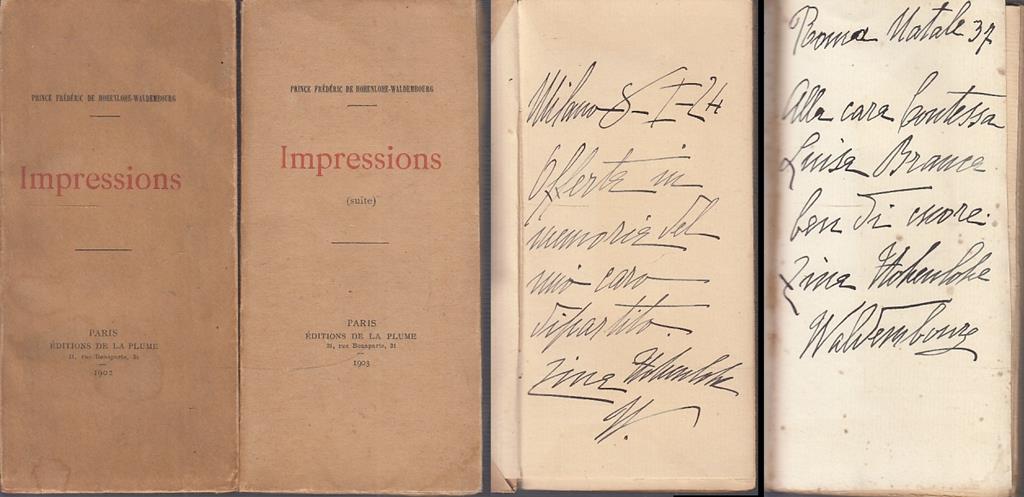 PRINCE FRÉDÉRIC DE HOHENLOHE-WALDEMBOURG
Impressions
PARIS
ÉDITIONS DE LA PLUME
31, rue Bonaparte, 31
1902
PRINCE FRÉDÉRIC DE HOHENLOHE-WALDEMBOURG
Impressions
(suite)
PARIS
ÉDITIONS DE LA PLUME
31, rue Bonaparte, 31
1903
Milano 8-I-24
Offerta in
memoria del
mio caro
dipartito.
Zina Hohenlohe
W.
Roma Natale 37
Alla cara Contessa
Luisa Branca
ben di cuore.
Zina Hohenlohe
Waldembourg